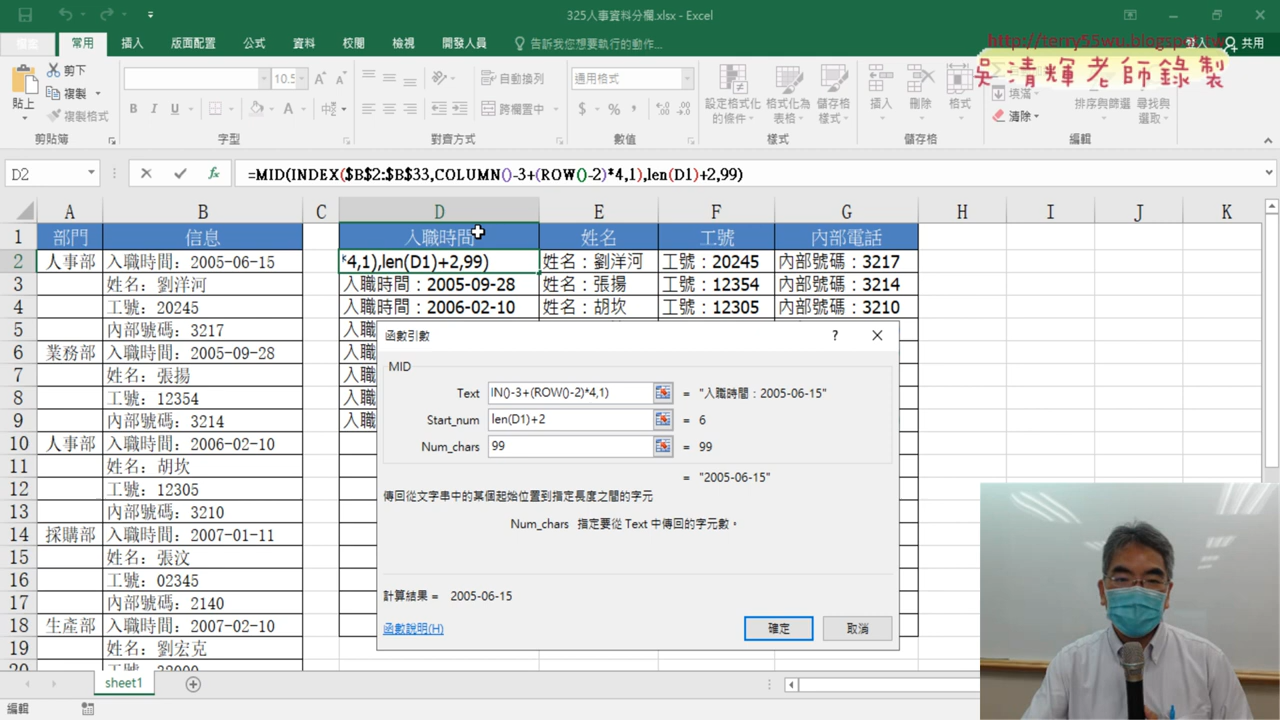 325人事資料分欄.xlsx - Excel
http://terry55wu.blogspot.tw
吳清輝老師錄製
常用 插入 版面配置 公式 資料 校閱 檢視 開發人員 告訴我您想要執行的動作... 共用
貼上 剪下 複製 複製格式 剪貼簿
10.5 B I U A A A 中 字型
自動換列 跨欄置中 對齊方式
通用格式 $ % , 數值
設定格式化的條件 格式化為表格 儲存格樣式 樣式
插入 刪除 格式 儲存格
填滿 清除 排序與篩選 尋找與選取 編輯
D2 fx =MID(INDEX($B$2:$B$33,COLUMN()-3+(ROW()-2)*4,1),len(D1)+2,99)
A B C D E F G H I J K
1 部門 信息 入職時間 姓名 工號 內部電話
2 人事部 入職時間：2005-06-15 *4,1),len(D1)+2,99) 姓名：劉洋河 工號：20245 內部號碼：3217
3 姓名：劉洋河 入職時間：2005-09-28 姓名：張揚 工號：12354 內部號碼：3214
4 工號：20245 入職時間：2006-02-10 姓名：胡坎 工號：12305 內部號碼：3210
5 內部號碼：3217 入職
6 業務部 入職時間：2005-09-28 入職
7 姓名：張揚 入職
8 工號：12354 入職
9 內部號碼：3214 入職
10 人事部 入職時間：2006-02-10
11 姓名：胡坎
12 工號：12305
13 內部號碼：3210
14 採購部 入職時間：2007-01-11
15 姓名：張汶
16 工號：02345
17 內部號碼：2140
18 生產部 入職時間：2007-02-10
19 姓名：劉宏克
函數引數 ?
MID
Text IN()-3+(ROW()-2)*4,1) = "入職時間：2005-06-15"
Start_num len(D1)+2 = 6
Num_chars 99 = 99
= "2005-06-15"
傳回從文字串中的某個起始位置到指定長度之間的字元
Num_chars 指定要從 Text 中傳回的字元數。
計算結果 = 2005-06-15
函數說明(H) 確定 取消
sheet1
編輯